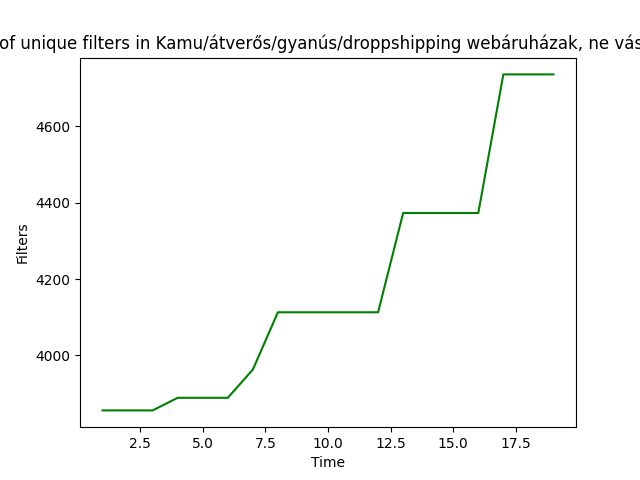 of unique filters in Kamu/átverős/gyanús/droppshipping webáruházak, ne vás
4600
4400
4200
4000
Filters
2.5 5.0 7.5 10.0 12.5 15.0 17.5
Time